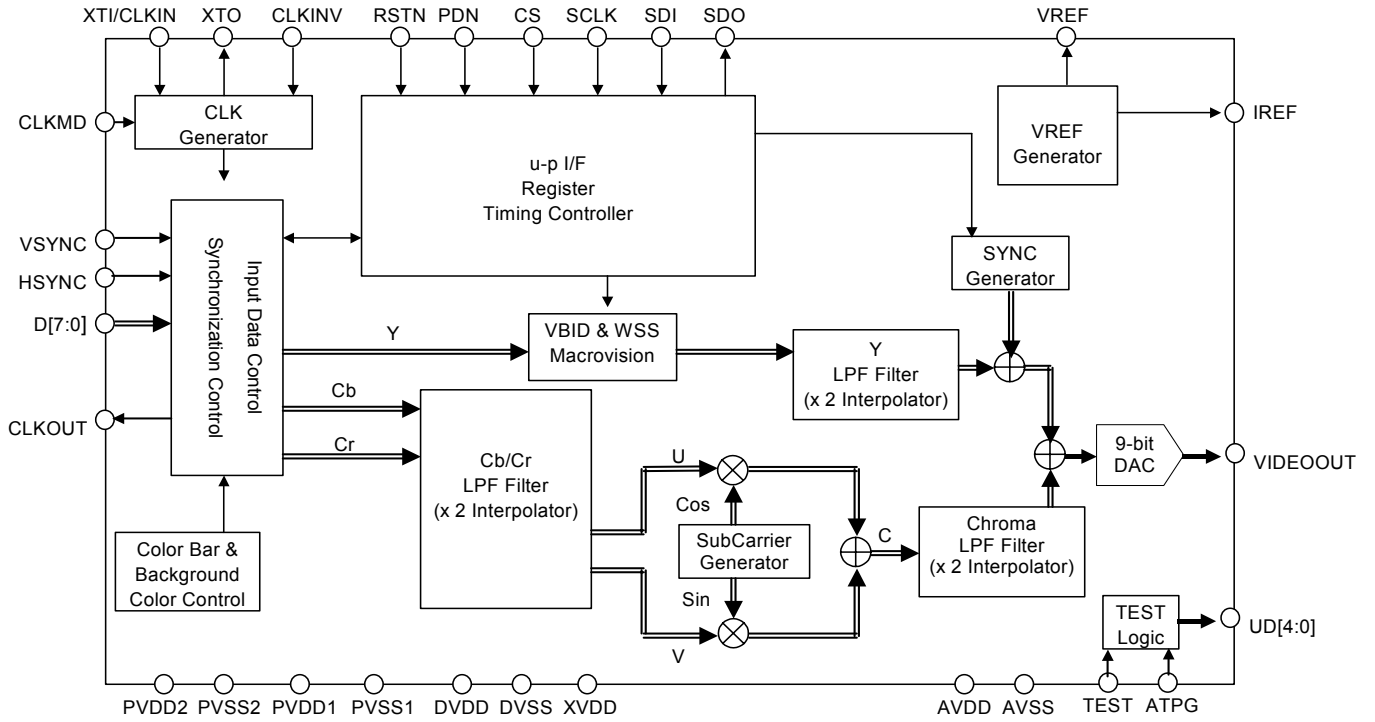 XTI/CLKIN XTO CLKINV RSTN PDN CS SCLK SDI SDO VREF
CLKMD
CLK
Generator
u-p I/F
Register
Timing Controller
VREF
Generator
IREF
VSYNC
HSYNC
D[7:0]
CLKOUT
Input Data Control
Synchronization Control
SYNC
Generator
Y
VBID & WSS
Macrovision
Y
LPF Filter
(x 2 Interpolator)
Cb
Cr
Cb/Cr
LPF Filter
(x 2 Interpolator)
U
Cos
SubCarrier
Generator
Sin
V
C
Chroma
LPF Filter
(x 2 Interpolator)
9-bit
DAC
VIDEOOUT
Color Bar &
Background
Color Control
TEST
Logic
UD[4:0]
PVDD2 PVSS2 PVDD1 PVSS1 DVDD DVSS XVDD AVDD AVSS TEST ATPG